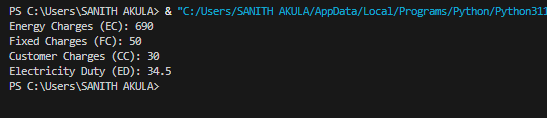 PS C:\Users\SANITH AKULA> & "C:/Users/SANITH AKULA/AppData/Local/Programs/Python/Python311
Energy Charges (EC): 690
Fixed Charges (FC): 50
Customer Charges (CC): 30
Electricity Duty (ED): 34.5
PS C:\Users\SANITH AKULA>